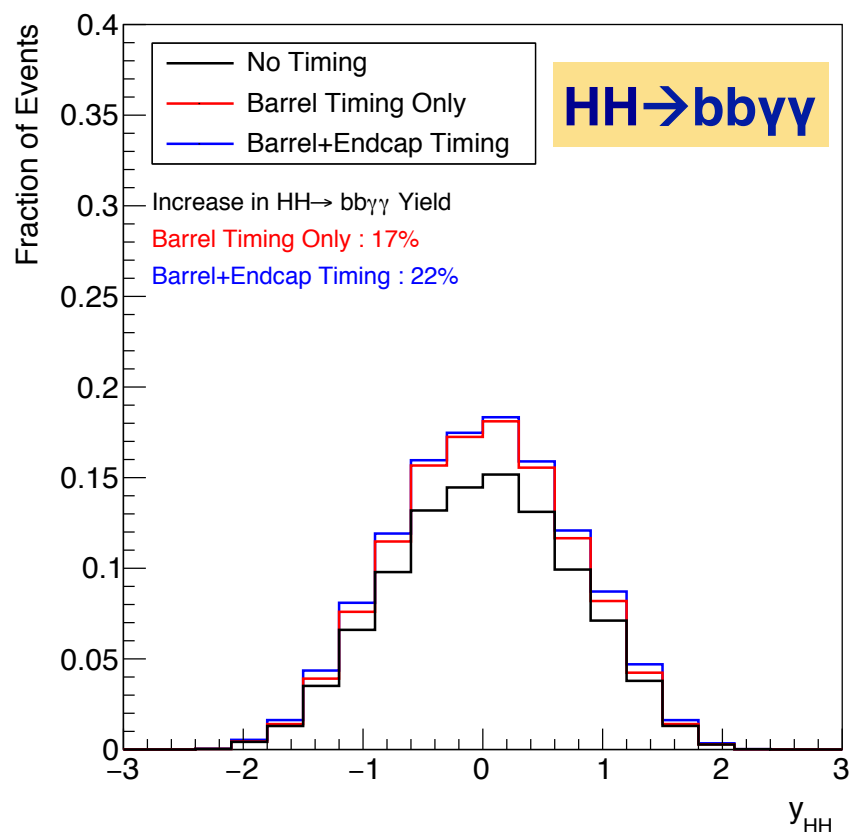 Fraction of Events
0.4
0.35
0.3
0.25
0.2
0.15
0.1
0.05
0
No Timing
Barrel Timing Only
Barrel+Endcap Timing
HH→bbγγ
Increase in HH→ bbγγ Yield
Barrel Timing Only : 17%
Barrel+Endcap Timing : 22%
−3 −2 −1 0 1 2 3
y_HH